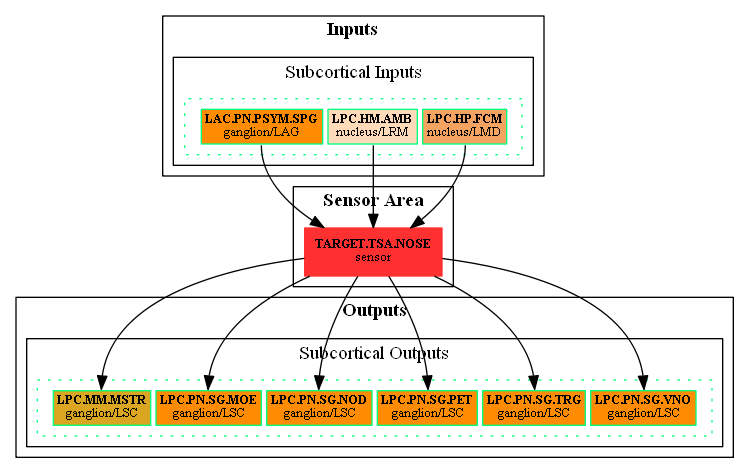 Inputs
Subcortical Inputs
LAC.PN.PSYM.SPG LPC.HM.AMB LPC.HP.FCM
ganglion/LAG nucleus/LRM nucleus/LMD
Sensor Area
TARGET.TSA.NOSE
sensor
Outputs
Subcortical Outputs
LPC.MM.MSTR LPC.PN.SG.MOE LPC.PN.SG.NOD LPC.PN.SG.PET LPC.PN.SG.TRG LPC.PN.SG.VNO
ganglion/LSC ganglion/LSC ganglion/LSC ganglion/LSC ganglion/LSC ganglion/LSC